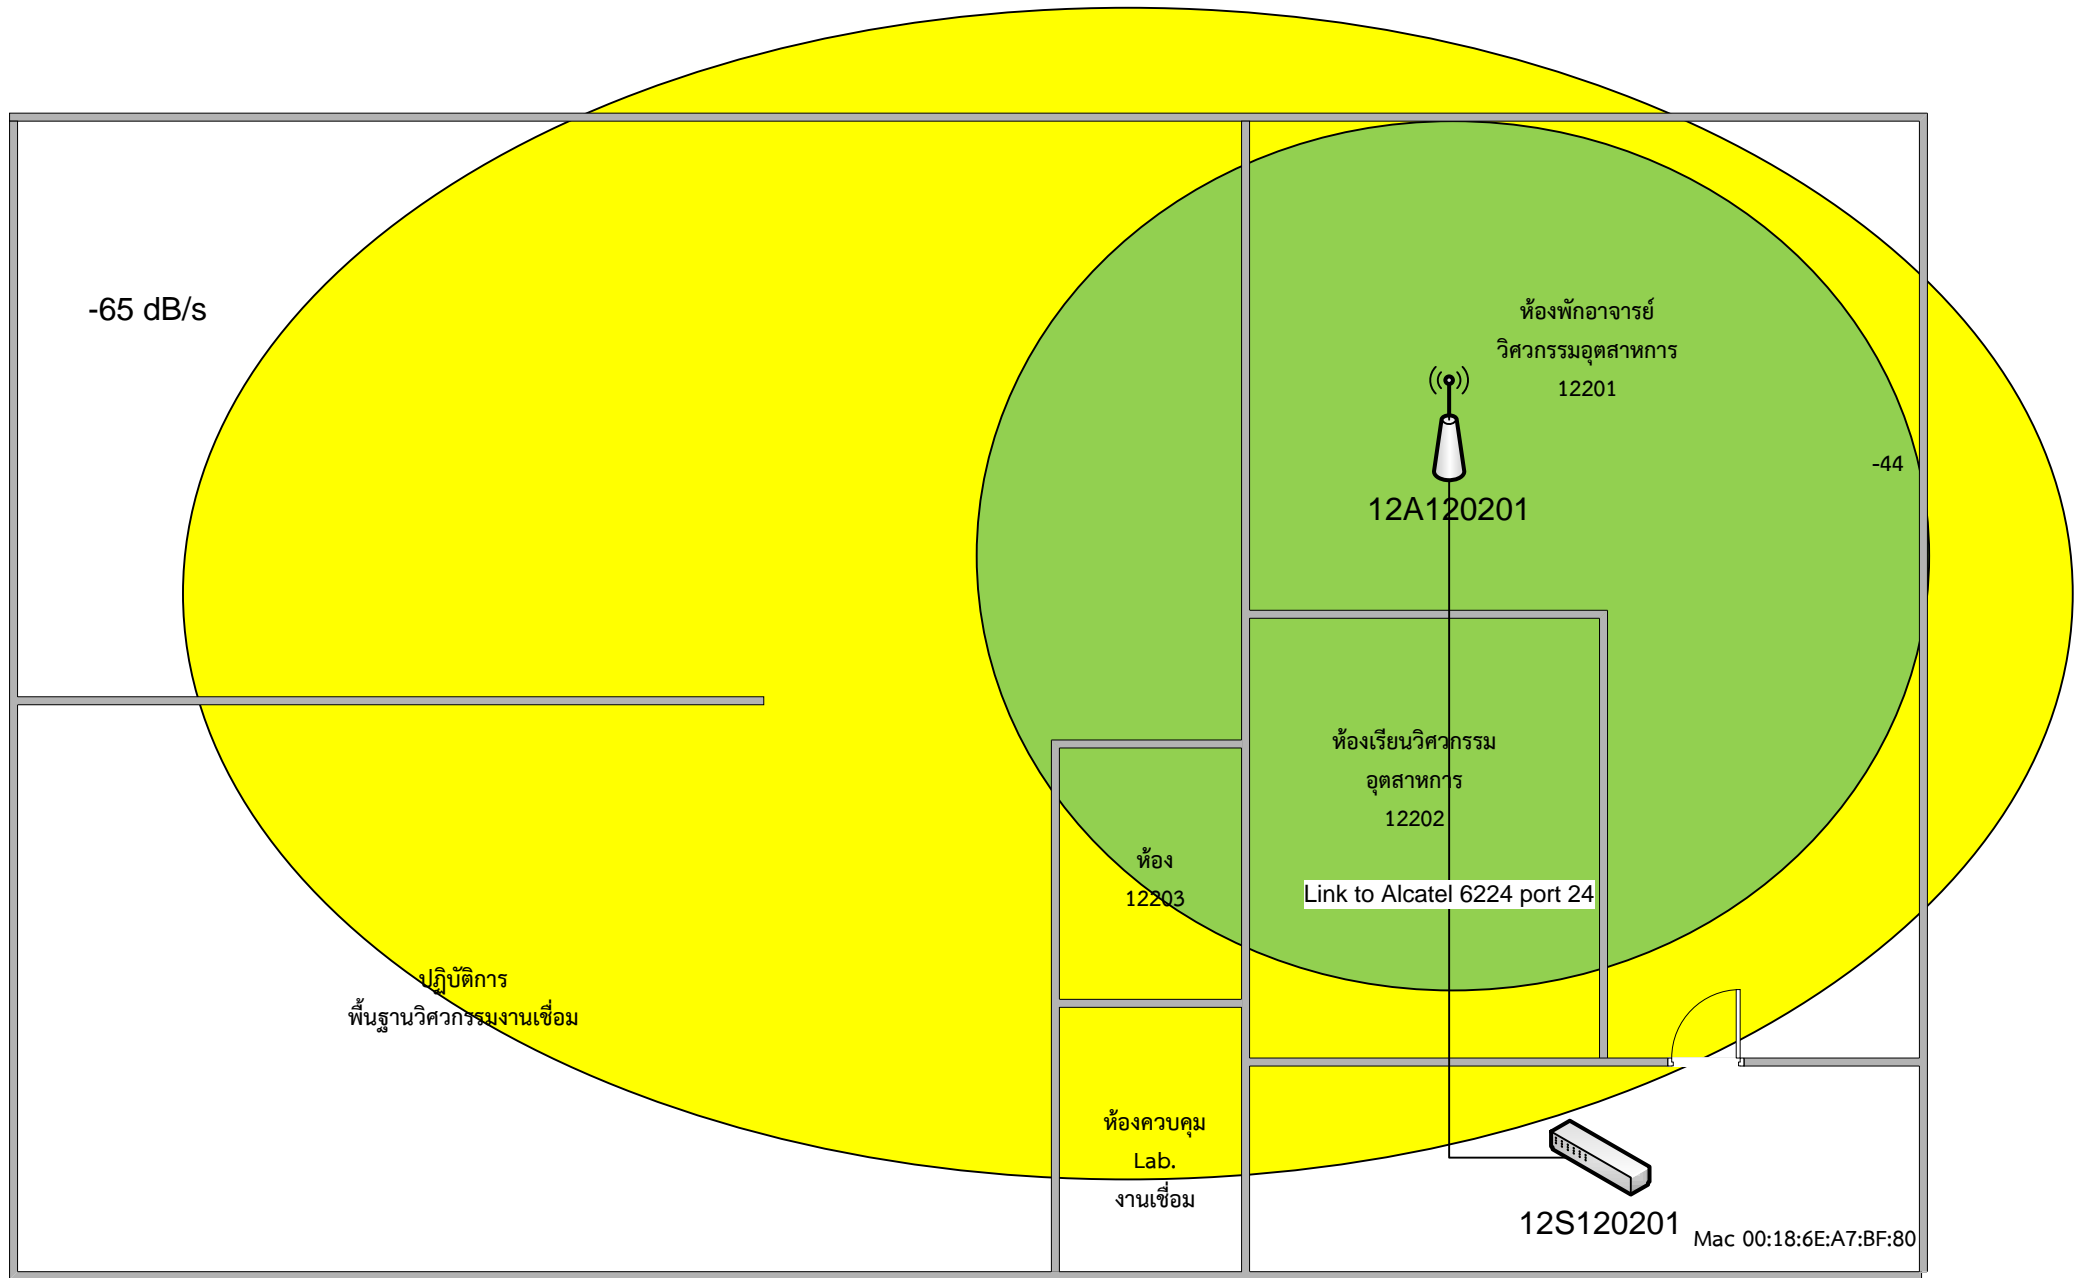 -65 dB/s
ห้องพักอาจารย์
วิศวกรรมอุตสาหการ
12201
-44
12A120201
ห้องเรียนวิศวกรรม
อุตสาหการ
12202
ห้อง
12203
Link to Alcatel 6224 port 24
ปฏิบัติการ
พื้นฐานวิศวกรรมงานเชื่อม
ห้องควบคุม
Lab.
งานเชื่อม
12S120201
Mac 00:18:6E:A7:BF:80